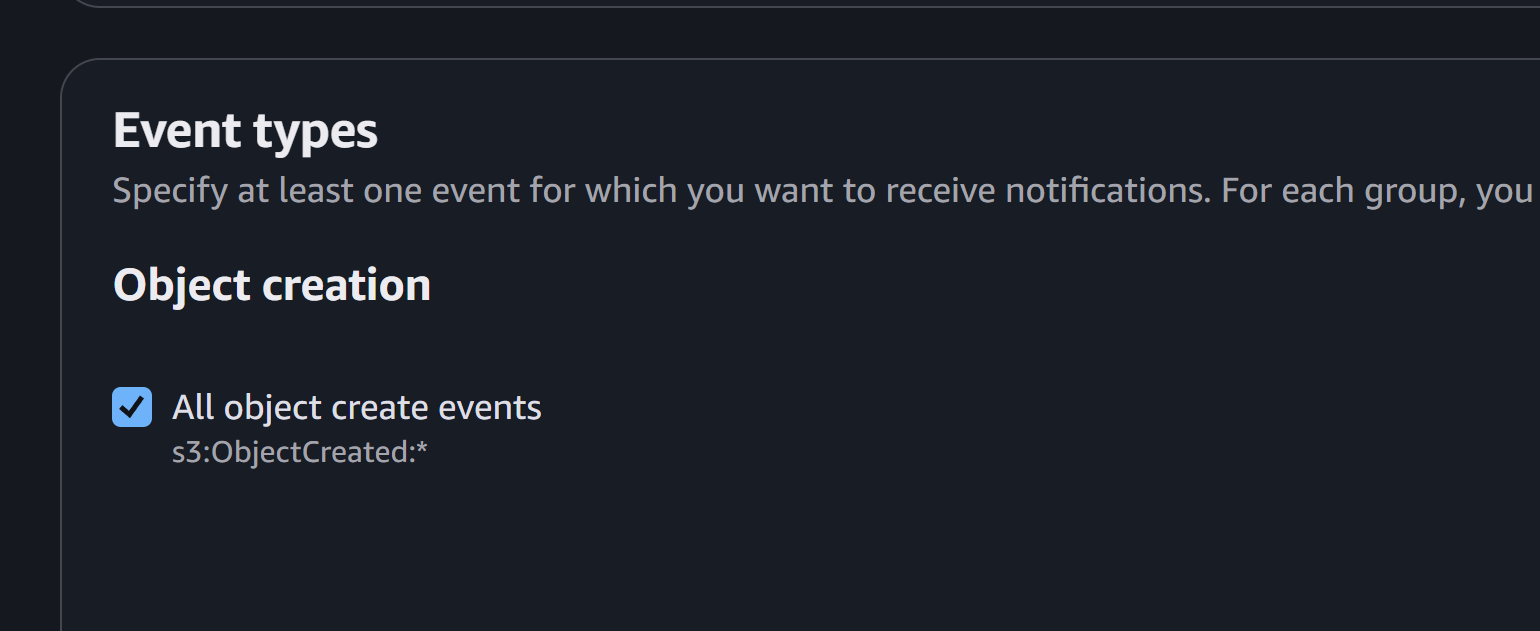 Event types
Specify at least one event for which you want to receive notifications. For each group, you
Object creation
All object create events
s3:ObjectCreated:*